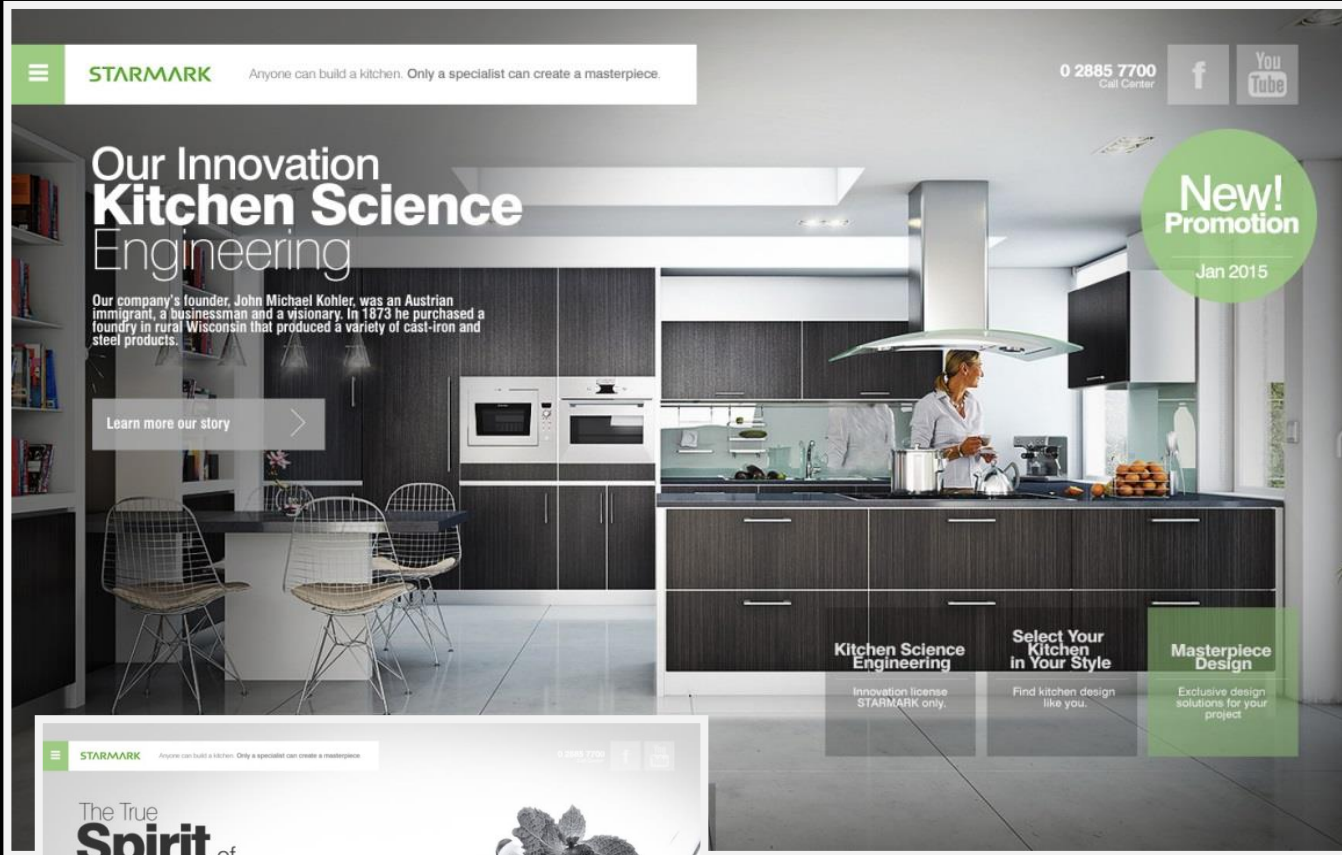 STARMARK
Anyone can build a kitchen. Only a specialist can create a masterpiece.
0 2885 7700
Call Center
f
You
Tube
Our Innovation
Kitchen Science
Engineering
New!
Promotion
Jan 2015
Our company's founder, John Michael Kohler, was an Austrian
immigrant, a businessman and a visionary. In 1873 he purchased a
foundry in rural Wisconsin that produced a variety of cast-iron and
steel products.
Learn more our story
Kitchen Science
Engineering
Innovation license
STARMARK only.
Select Your
Kitchen
in Your Style
Find kitchen design
like you.
Masterpiece
Design
Exclusive design
solutions for your
project
STARMARK
Anyone can build a kitchen. Only a specialist can create a masterpiece.
0 2885 7700
f
The True
Spirit of